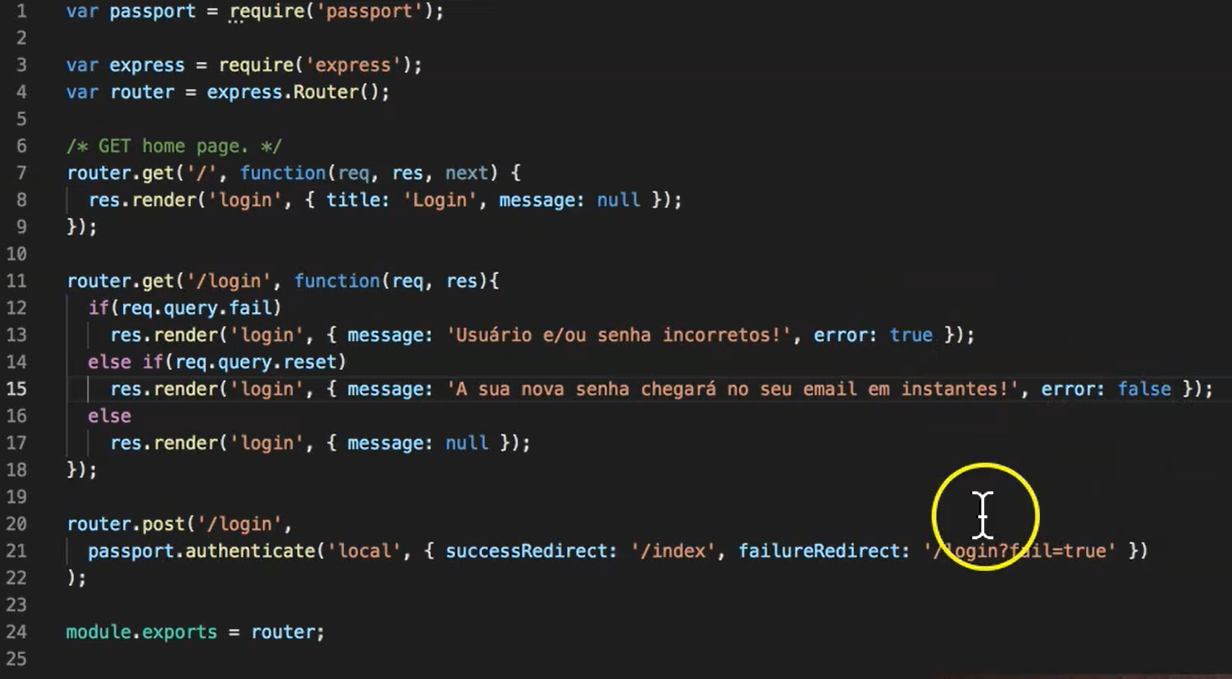 1 var passport = require('passport');
2
3 var express = require('express');
4 var router = express.Router();
5
6 /* GET home page. */
7 router.get('/', function(req, res, next) {
8 res.render('login', { title: 'Login', message: null });
9 });
10
11 router.get('/login', function(req, res){
12 if(req.query.fail)
13 res.render('login', { message: 'Usuário e/ou senha incorretos!', error: true });
14 else if(req.query.reset)
15 res.render('login', { message: 'A sua nova senha chegará no seu email em instantes!', error: false });
16 else
17 res.render('login', { message: null });
18 });
19
20 router.post('/login',
21 passport.authenticate('local', { successRedirect: '/index', failureRedirect: '/login?fail=true' })
22 );
23
24 module.exports = router;
25